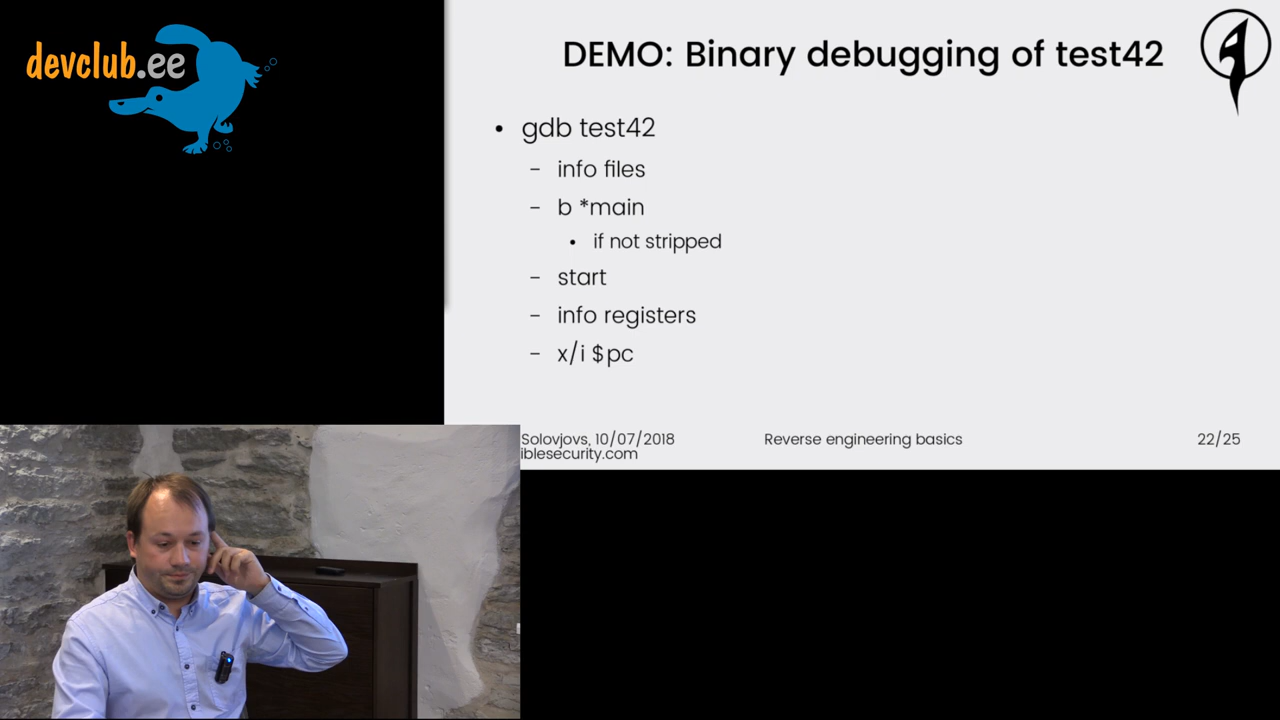 devclub.ee
DEMO: Binary debugging of test42
• gdb test42
– info files
– b *main
• if not stripped
– start
– info registers
– x/i $pc
Solovjovs, 10/07/2018
iblesecurity.com
Reverse engineering basics
22/25